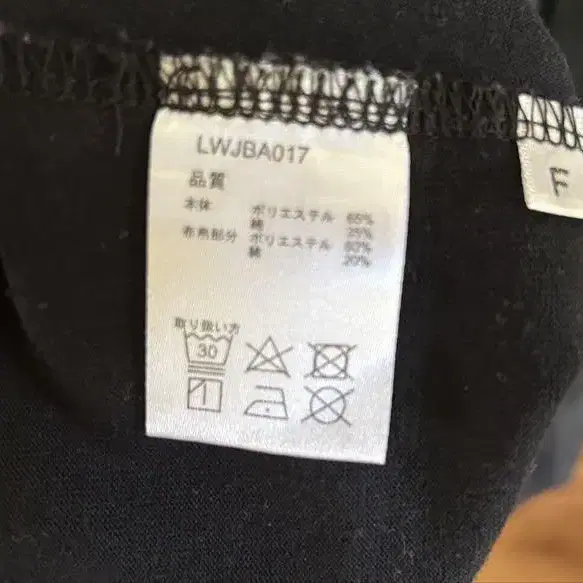 LWJBA017
品質
本体 ポリエステル 65%
綿 25%
布帛部分 ポリエステル 80%
綿 20%
取り扱い方
30
F